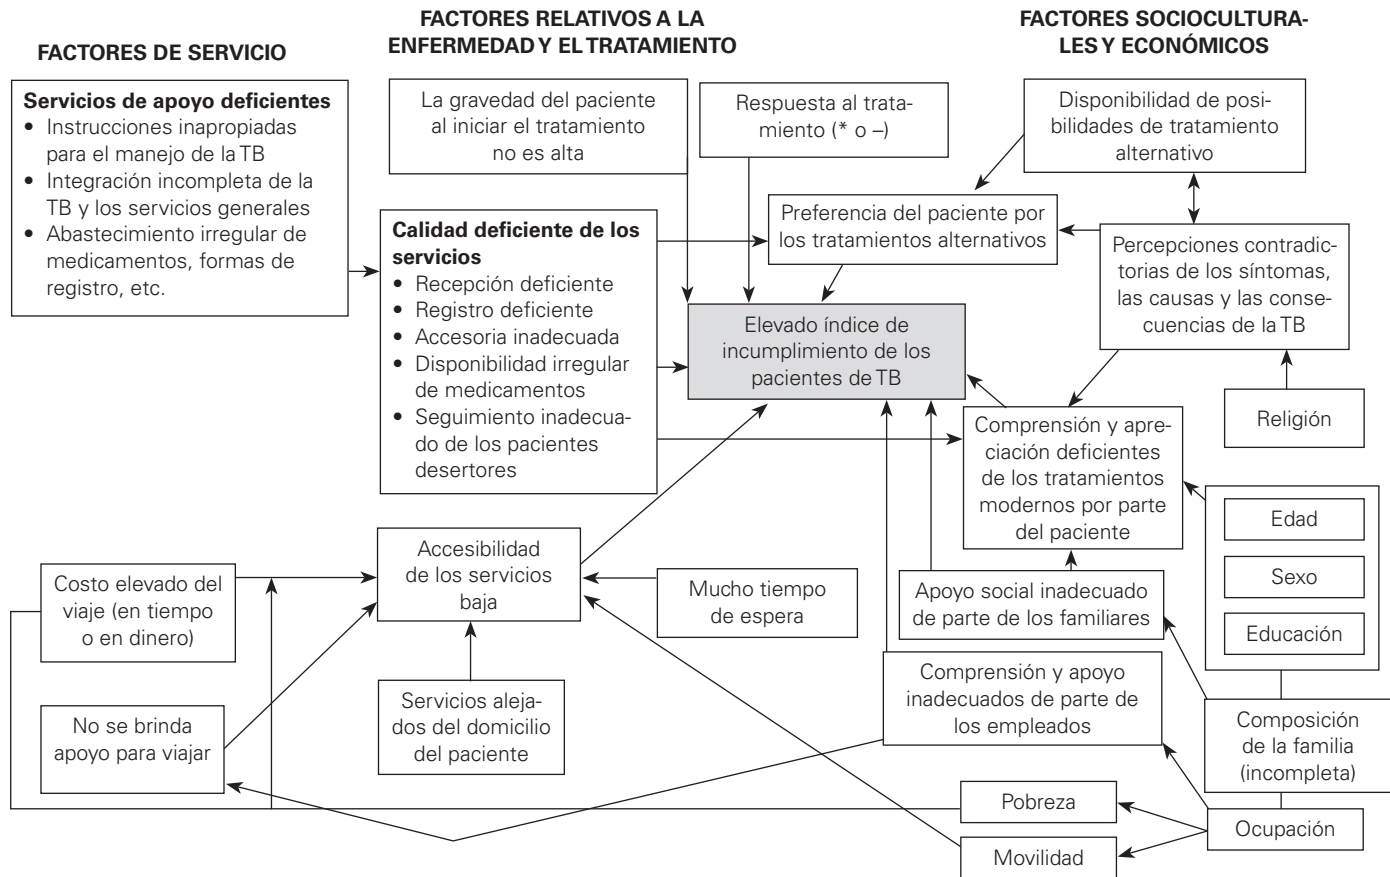 FACTORES DE SERVICIO
FACTORES RELATIVOS A LA
ENFERMEDAD Y EL TRATAMIENTO
FACTORES SOCIOCULTURA-
LES Y ECONÓMICOS
Servicios de apoyo deficientes
• Instrucciones inapropiadas
para el manejo de la TB
• Integración incompleta de la
TB y los servicios generales
• Abastecimiento irregular de
medicamentos, formas de
registro, etc.
La gravedad del paciente
al iniciar el tratamiento
no es alta
Respuesta al trata-
miento (* o –)
Disponibilidad de posi-
bilidades de tratamiento
alternativo
Calidad deficiente de los
servicios
• Recepción deficiente
• Registro deficiente
• Accesoria inadecuada
• Disponibilidad irregular
de medicamentos
• Seguimiento inadecua-
do de los pacientes
desertores
Preferencia del paciente por
los tratamientos alternativos
Percepciones contradic-
torias de los síntomas,
las causas y las conse-
cuencias de la TB
Elevado índice de
incumplimiento de los
pacientes de TB
Religión
Comprensión y apre-
ciación deficientes
de los tratamientos
modernos por parte
del paciente
Edad
Sexo
Educación
Costo elevado del
viaje (en tiempo
o en dinero)
Accesibilidad
de los servicios
baja
Mucho tiempo
de espera
Apoyo social inadecuado
de parte de los familiares
No se brinda
apoyo para viajar
Servicios aleja-
dos del domicilio
del paciente
Comprensión y apoyo
inadecuados de parte de
los empleados
Composición
de la familia
(incompleta)
Pobreza
Movilidad
Ocupación